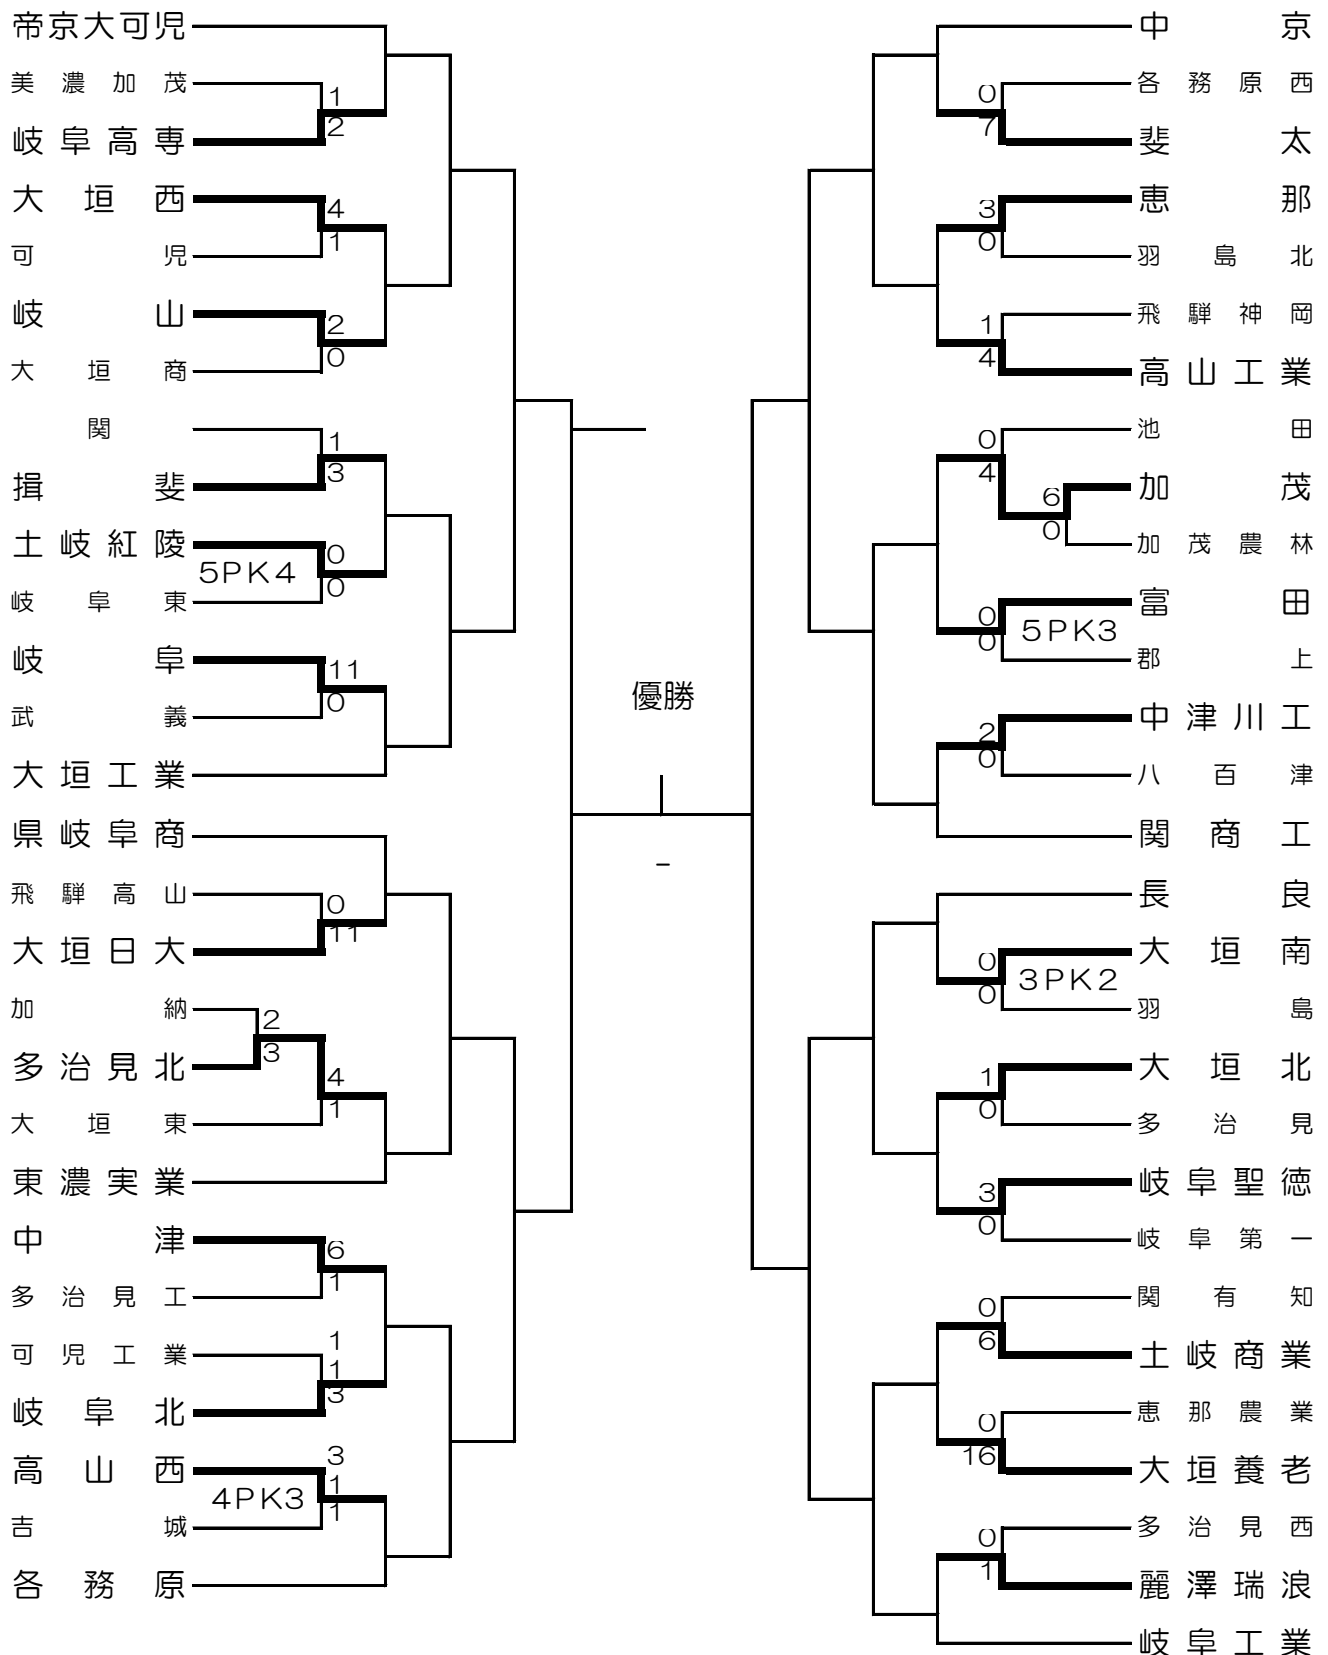 帝京大可児
美濃加茂
1
2
岐阜高専
大垣西
4
1
可児
岐山
2
0
大垣商
関
1
3
揖斐
土岐紅陵
0
5PK4
0
岐阜東
岐阜
11
0
武義
大垣工業
県岐阜商
飛騨高山
0
11
大垣日大
加納
2
3
多治見北
4
1
大垣東
東濃実業
中津
6
1
多治見工
1
可児工業
1
3
岐阜北
3
高山西
1
4PK3
1
吉城
各務原
優勝
-
中京
各務原西
0
7
斐太
恵那
3
0
羽島北
飛騨神岡
1
4
高山工業
池田
0
4
加茂
6
0
加茂農林
富田
0
5PK3
0
郡上
中津川工
2
0
八百津
関商工
長良
大垣南
0
3PK2
0
羽島
大垣北
1
0
多治見
岐阜聖徳
3
0
岐阜第一
関有知
0
6
土岐商業
恵那農業
0
16
大垣養老
多治見西
0
1
麗澤瑞浪
岐阜工業